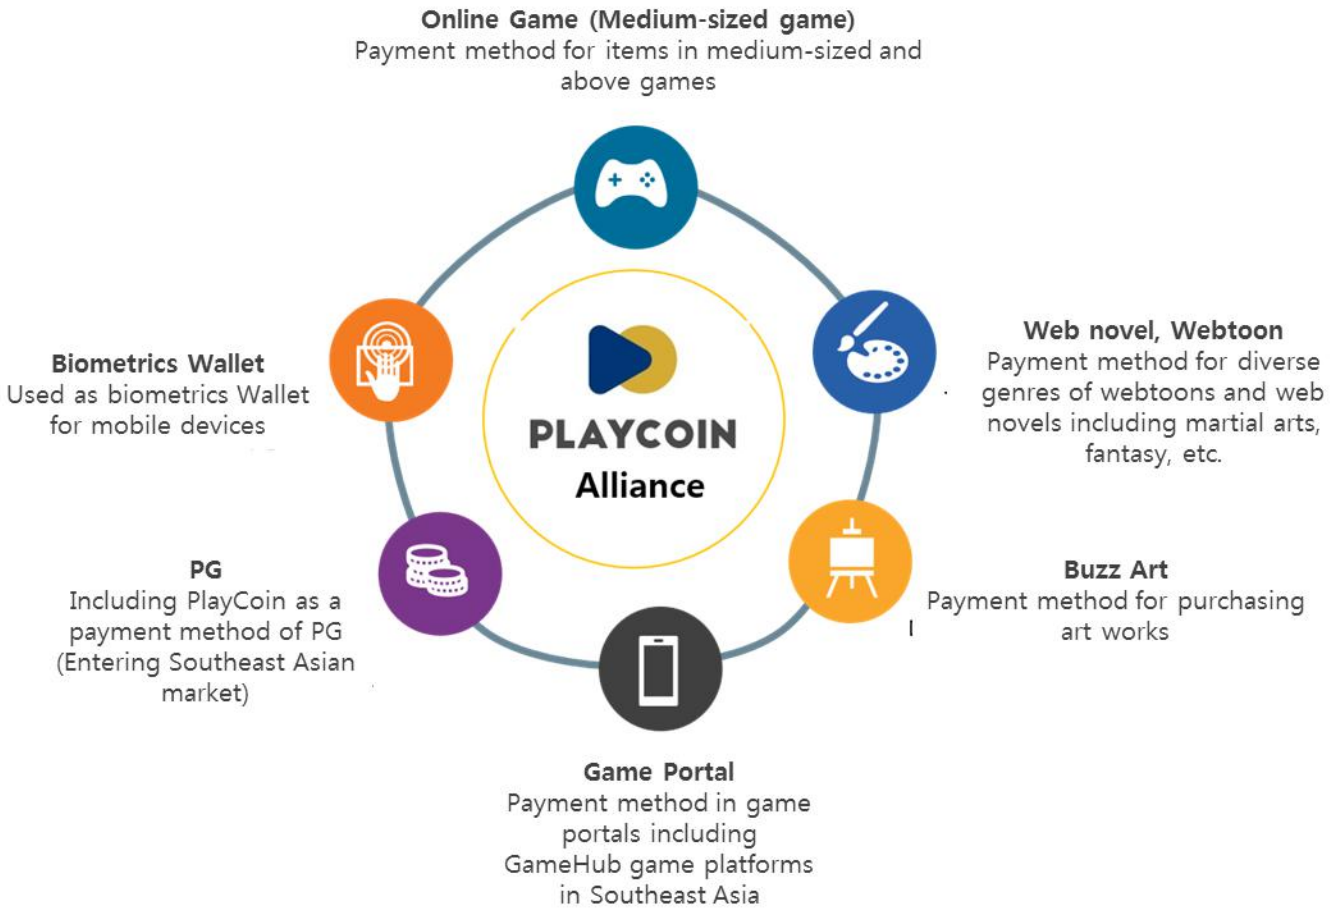 Online Game (Medium-sized game)
Payment method for items in medium-sized and
above games
Web novel, Webtoon
Payment method for diverse
genres of webtoons and web
novels including martial arts,
fantasy, etc.
Buzz Art
Payment method for purchasing
art works
Game Portal
Payment method in game
portals including
GameHub game platforms
in Southeast Asia
PG
Including PlayCoin as a
payment method of PG
(Entering Southeast Asian
market)
Biometrics Wallet
Used as biometrics Wallet
for mobile devices
PLAYCOIN
Alliance